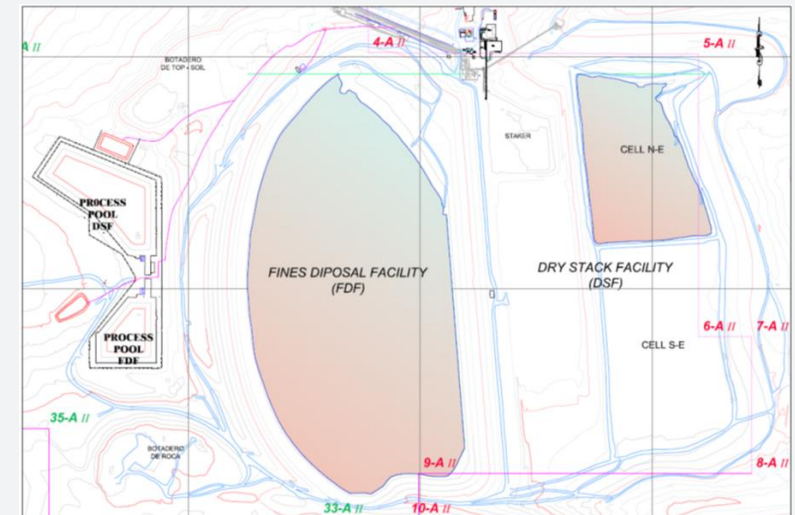 A II
4-A II
5-A II
BOTADERO
DE TOP - SOIL
STAKER
CELL N-E
PR0CESS
POOL
DSF
FINES DIPOSAL FACILITY
(FDF)
DRY STACK FACILITY
(DSF)
6-A II
7-A II
PROCESS
POOL
FDF
CELL S-E
35-A II
BOTADERO
DE ROCA
9-A II
8-A II
33-A II
10-A II